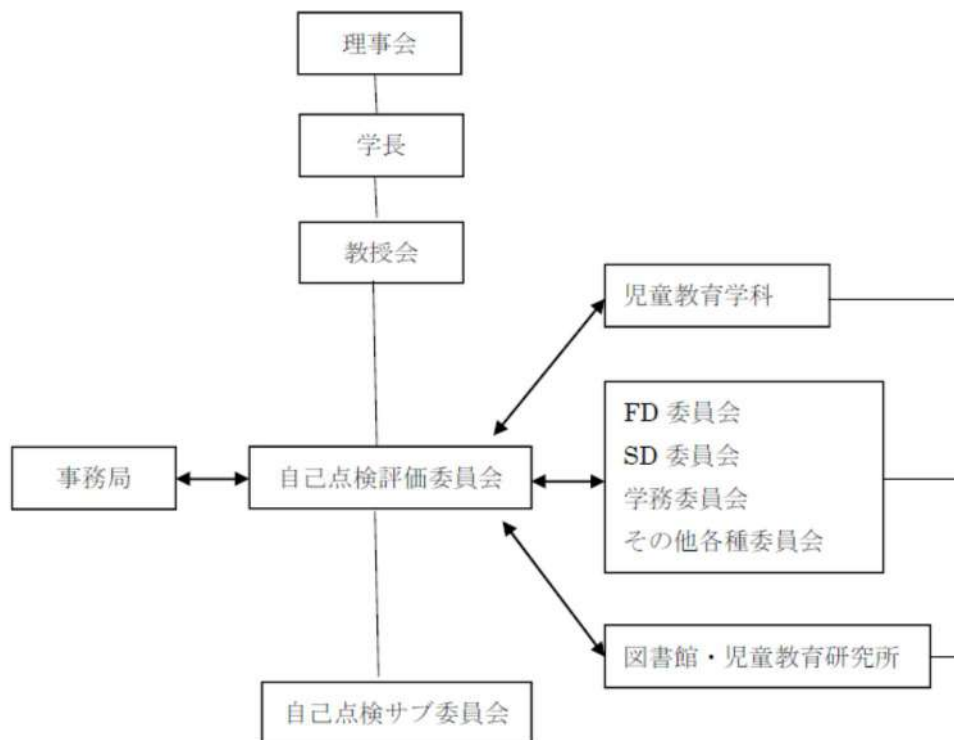 理事会
学長
教授会
児童教育学科
FD 委員会
SD 委員会
学務委員会
その他各種委員会
事務局
自己点検評価委員会
図書館・児童教育研究所
自己点検サブ委員会